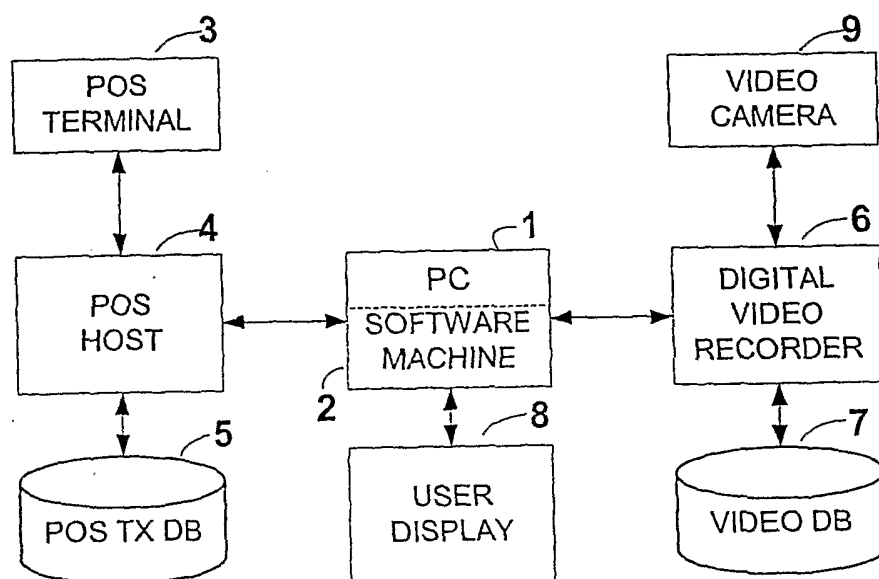 3
POS
TERMINAL
9
VIDEO
CAMERA
4
POS
HOST
1
PC
SOFTWARE
MACHINE
2
6
DIGITAL
VIDEO
RECORDER
5
POS TX DB
8
USER
DISPLAY
7
VIDEO DB